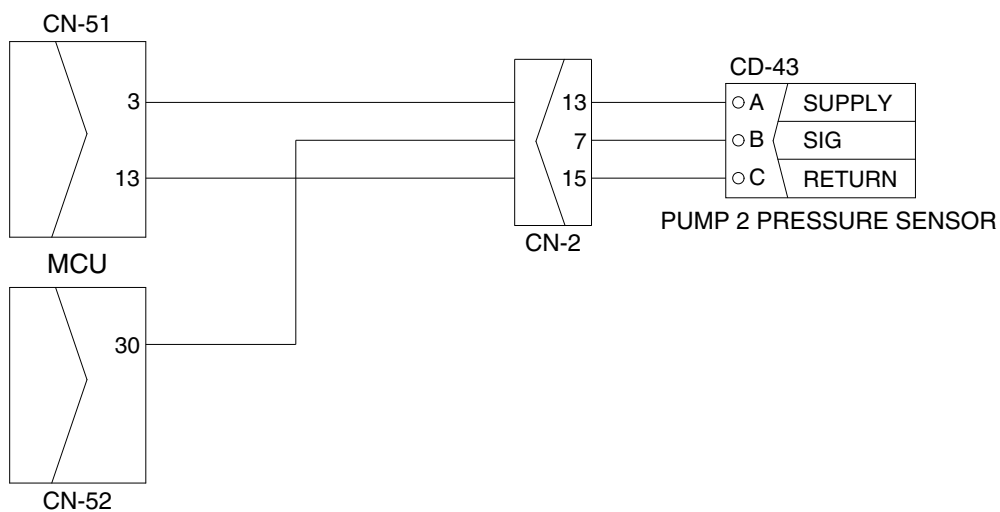 CN-51
3
13
MCU
30
CN-52
13
7
15
CN-2
CD-43
A SUPPLY
B SIG
C RETURN
PUMP 2 PRESSURE SENSOR